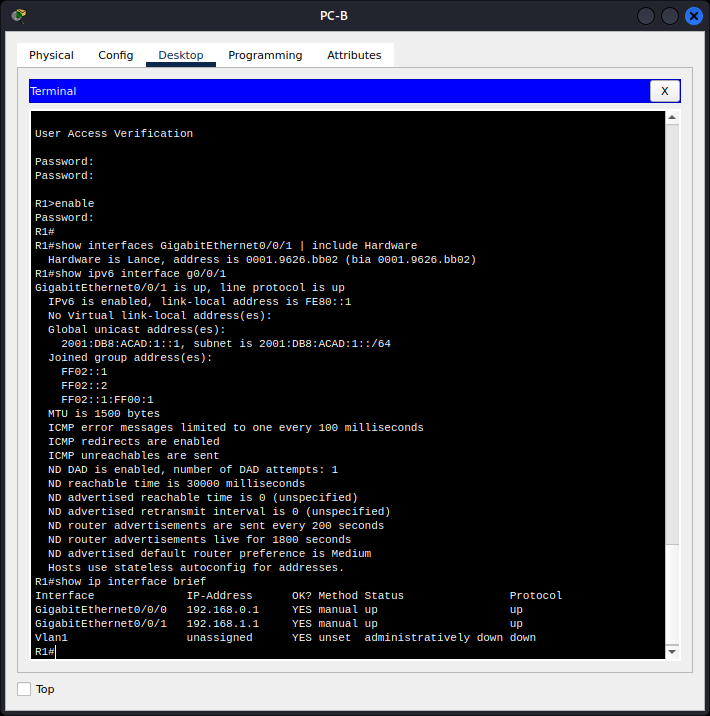 PC-B
Physical Config Desktop Programming Attributes
Terminal X
User Access Verification
Password:
Password:
R1>enable
Password:
R1#
R1#show interfaces GigabitEthernet0/0/1 | include Hardware
  Hardware is Lance, address is 0001.9626.bb02 (bia 0001.9626.bb02)
R1#show ipv6 interface g0/0/1
GigabitEthernet0/0/1 is up, line protocol is up
  IPv6 is enabled, link-local address is FE80::1
  No Virtual link-local address(es):
  Global unicast address(es):
    2001:DB8:ACAD:1::1, subnet is 2001:DB8:ACAD:1::/64
  Joined group address(es):
    FF02::1
    FF02::2
    FF02::1:FF00:1
  MTU is 1500 bytes
  ICMP error messages limited to one every 100 milliseconds
  ICMP redirects are enabled
  ICMP unreachables are sent
  ND DAD is enabled, number of DAD attempts: 1
  ND reachable time is 30000 milliseconds
  ND advertised reachable time is 0 (unspecified)
  ND advertised retransmit interval is 0 (unspecified)
  ND router advertisements are sent every 200 seconds
  ND router advertisements live for 1800 seconds
  ND advertised default router preference is Medium
  Hosts use stateless autoconfig for addresses.
R1#show ip interface brief
Interface              IP-Address      OK? Method Status                Protocol
GigabitEthernet0/0/0   192.168.0.1     YES manual up                    up
GigabitEthernet0/0/1   192.168.1.1     YES manual up                    up
Vlan1                  unassigned      YES unset  administratively down down
R1#
Top